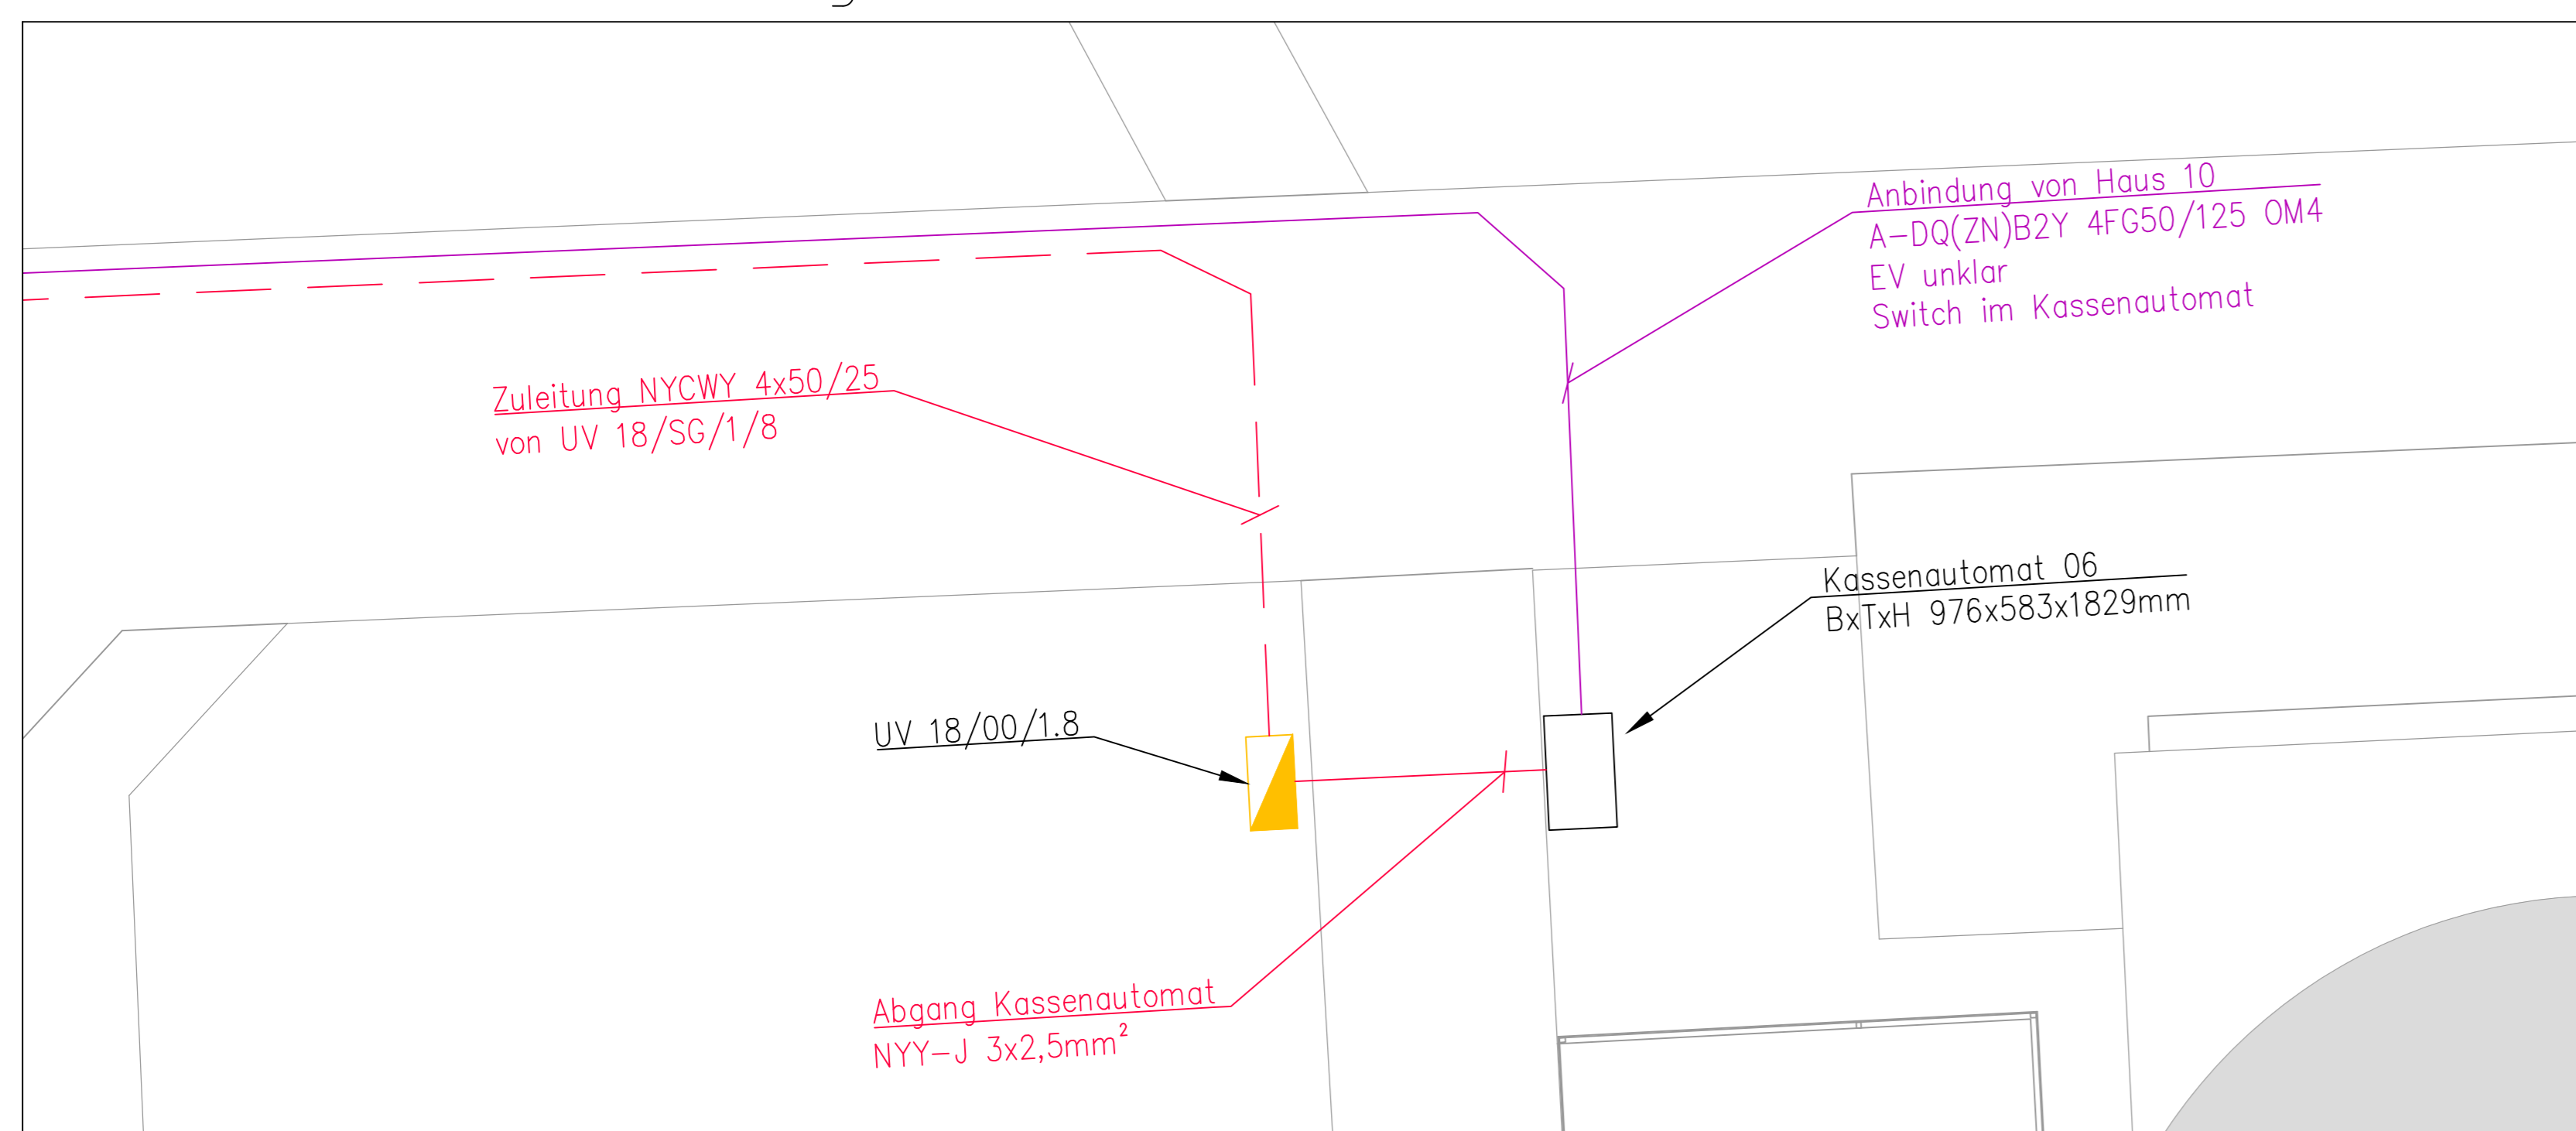 Anbindung von Haus 10
A-DQ(ZN)B2Y 4FG50/125 OM4
EV unklar
Switch im Kassenautomat
Zuleitung NYCWY 4x50/25
von UV 18/SG/1/8
Kassenautomat 06
BxTxH 976x583x1829mm
UV 18/00/1.8
Abgang Kassenautomat
NYY-J 3x2,5mm²